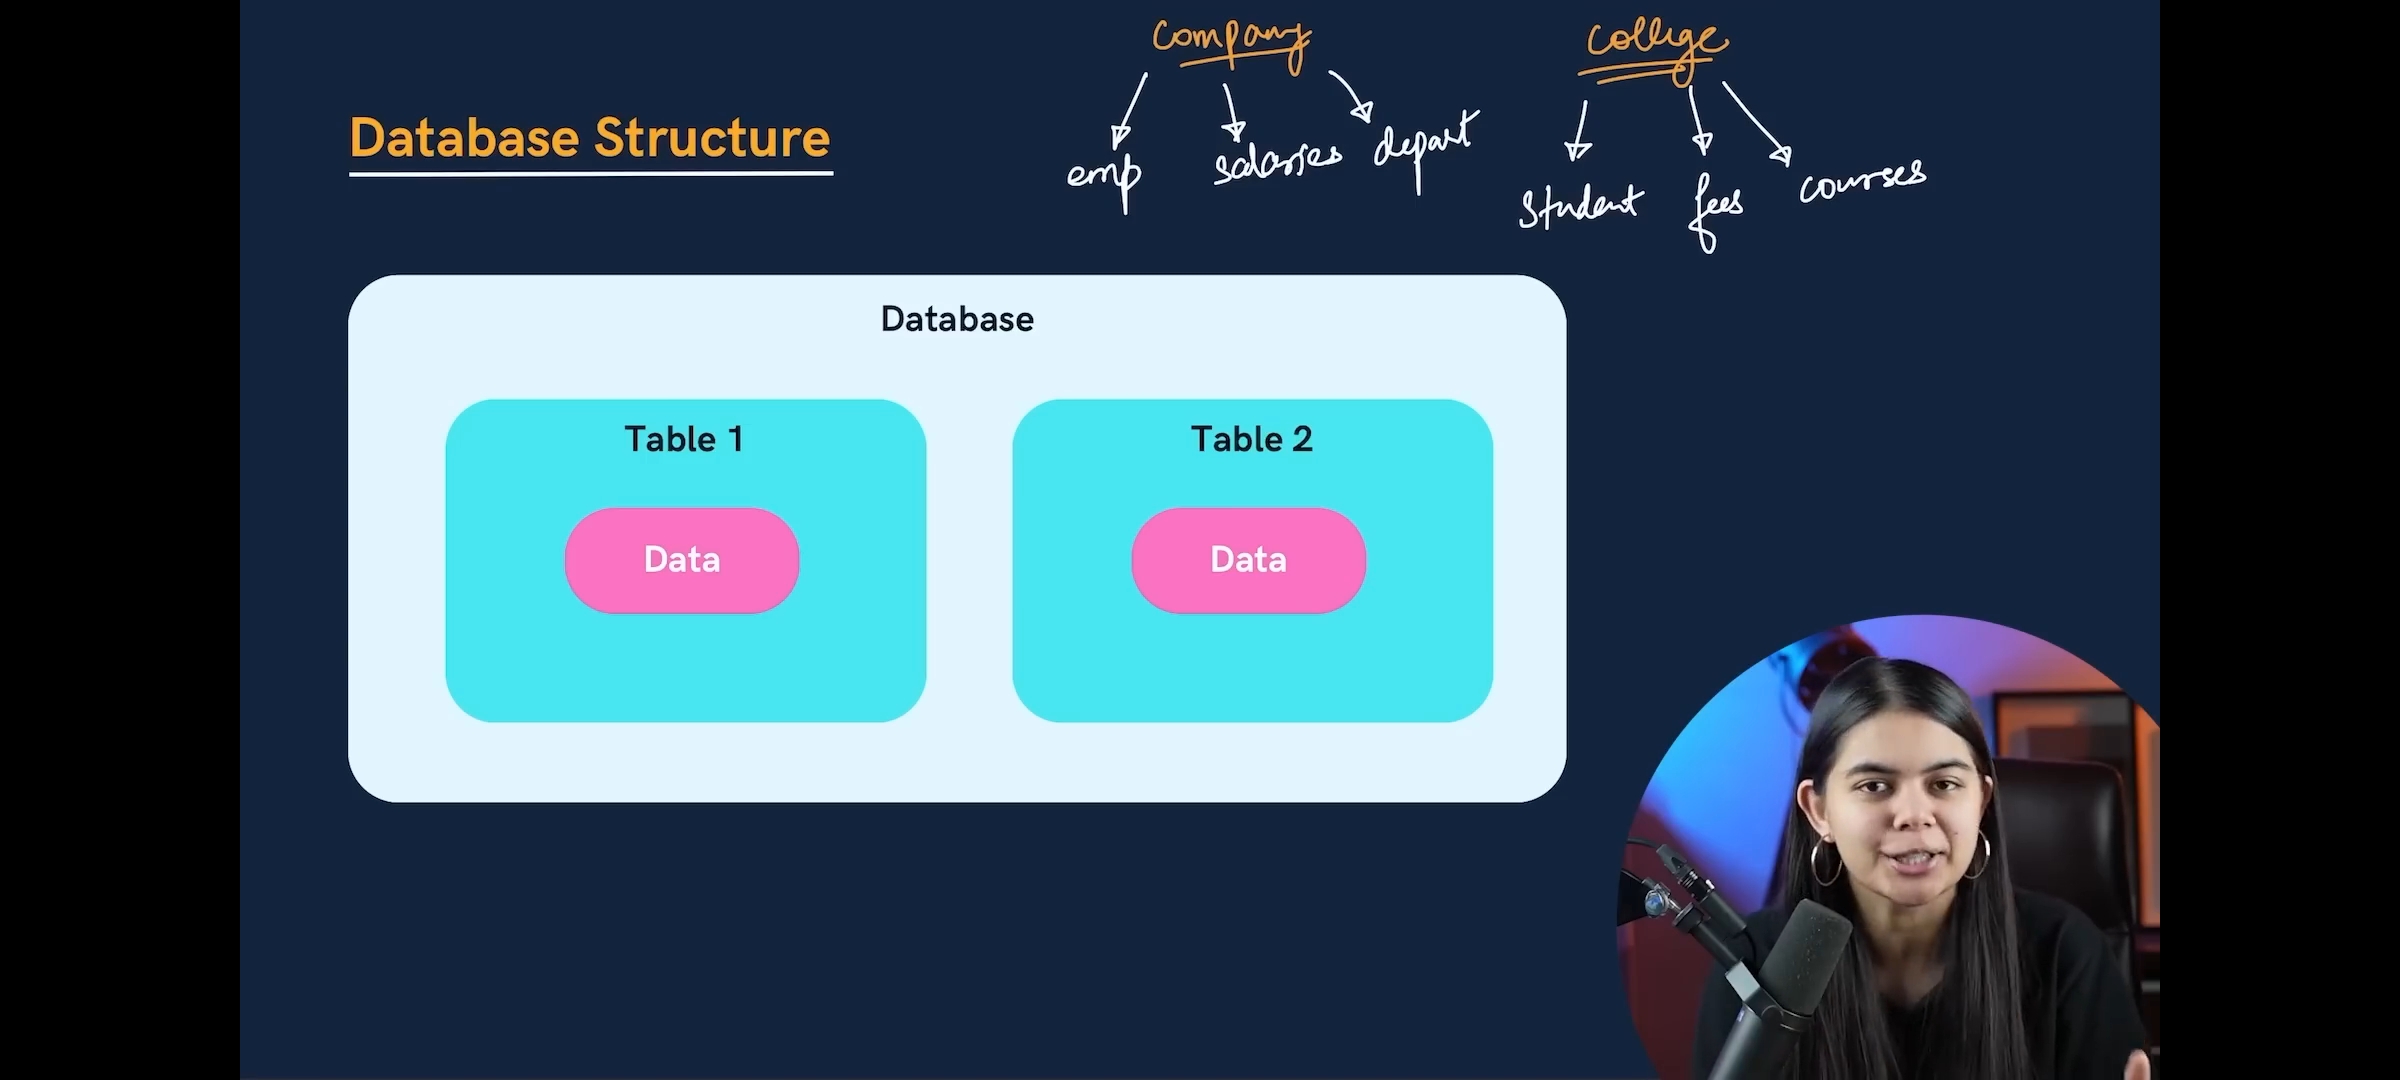 Company
College
Database Structure
emp
salaries
depart
Student
fees
courses
Database
Table 1
Table 2
Data
Data